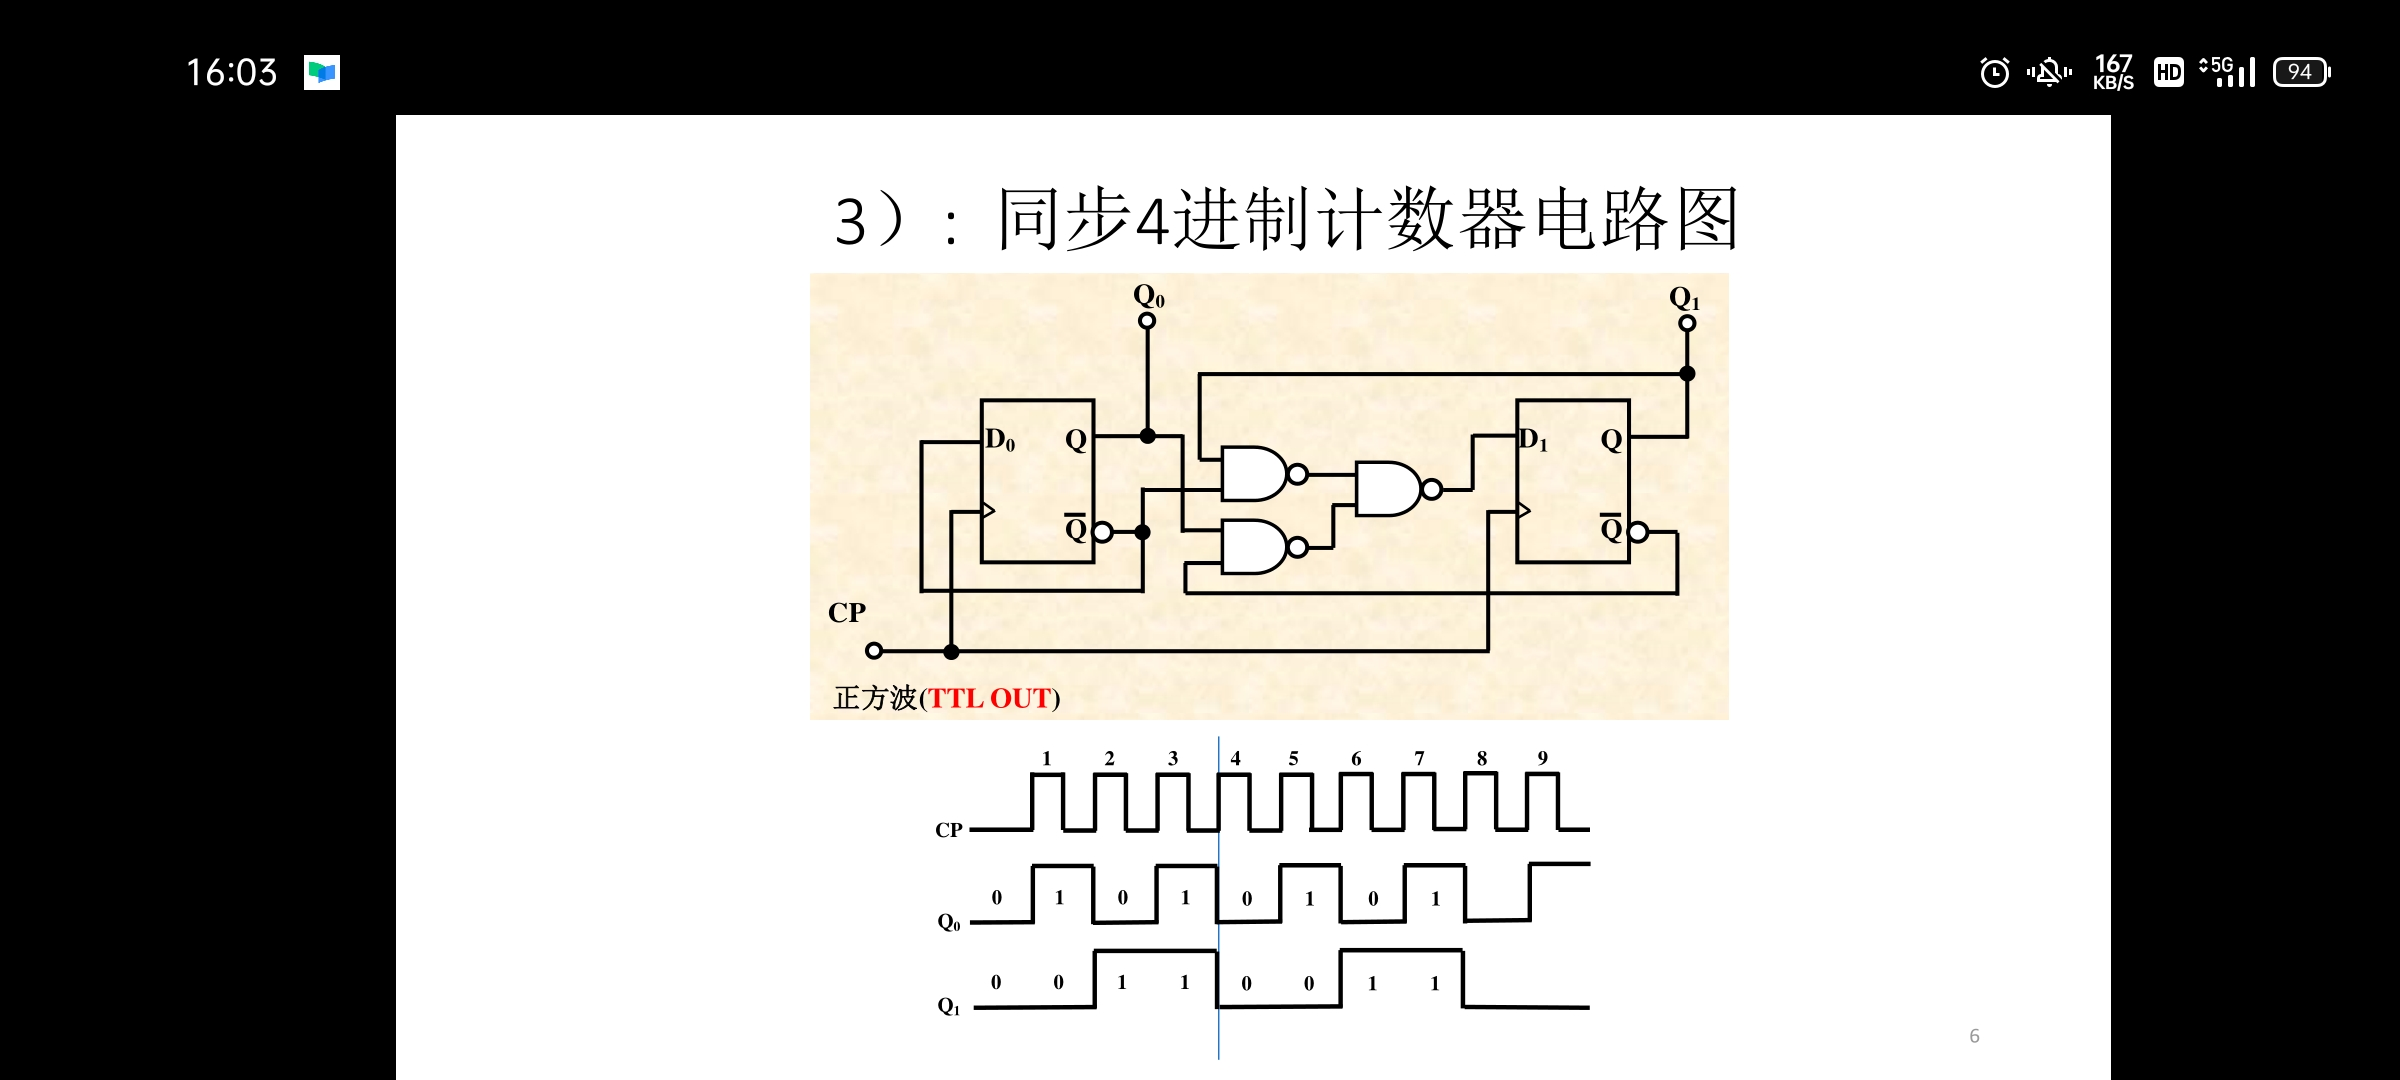 16:03 167 KB/S HD 5G 94
3）：同步4进制计数器电路图
Q₀ Q₁
D₀ Q D₁ Q
Q̅ Q̅
CP
正方波(TTL OUT)
1 2 3 4 5 6 7 8 9
CP
0 1 0 1 0 1 0 1
Q₀
0 0 1 1 0 0 1 1
Q₁
6